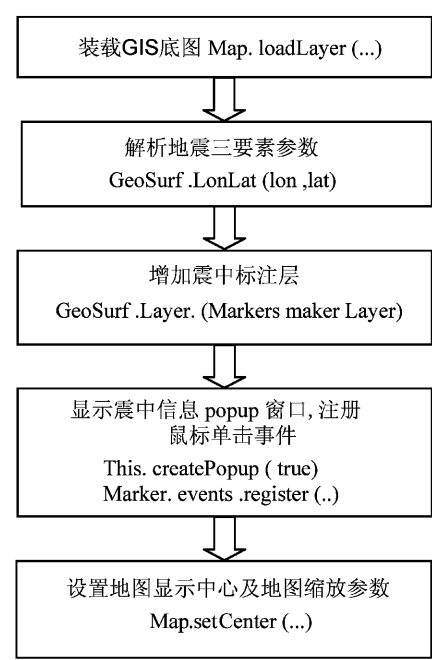 装载GIS底图 Map. loadLayer (...)
解析地震三要素参数
GeoSurf .LonLat (lon ,lat)
增加震中标注层
GeoSurf .Layer. (Markers maker Layer)
显示震中信息 popup 窗口, 注册
鼠标单击事件
This. createPopup ( true)
Marker. events .register (..)
设置地图显示中心及地图缩放参数
Map.setCenter (...)